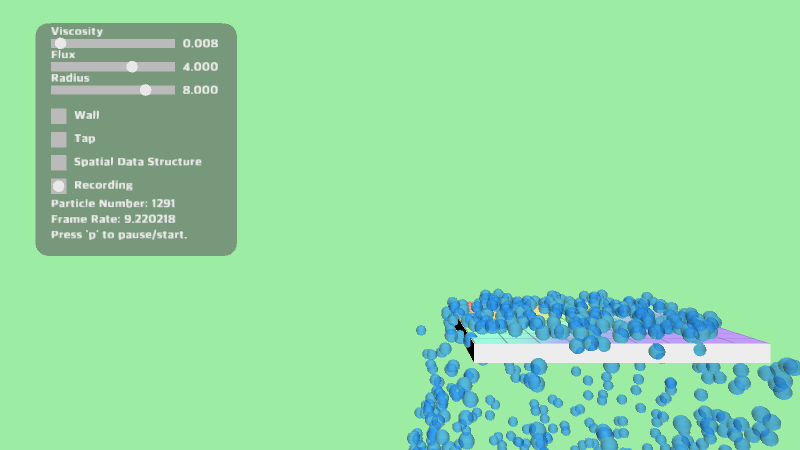 Viscosity
0.008
Flux
4.000
Radius
8.000
Wall
Tap
Spatial Data Structure
Recording
Particle Number: 1291
Frame Rate: 9.220218
Press 'p' to pause/start.